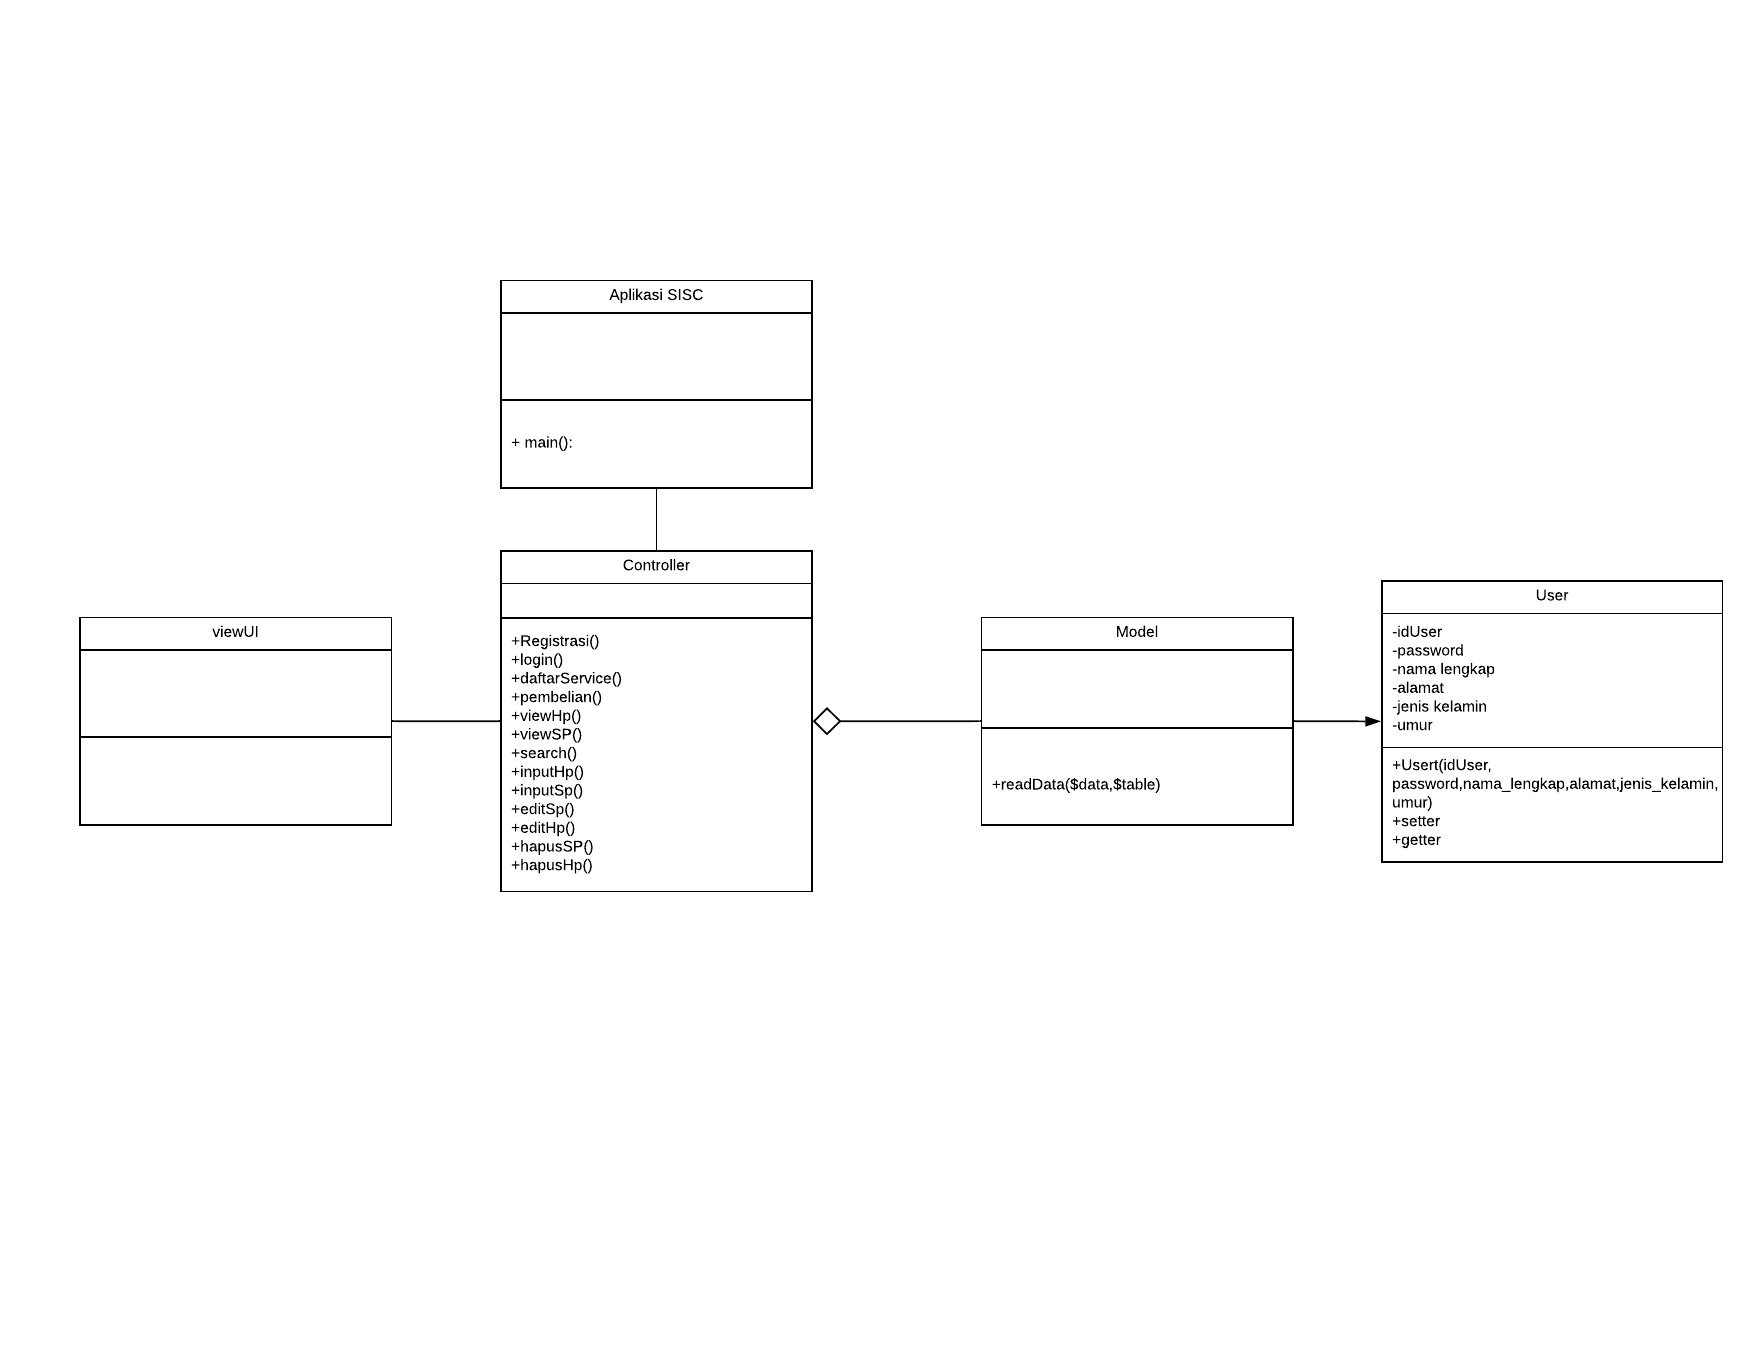 Aplikasi SISC
+ main():
Controller
+Registrasi()
+login()
+daftarService()
+pembelian()
+viewHp()
+viewSP()
+search()
+inputHp()
+inputSp()
+editSp()
+editHp()
+hapusSP()
+hapusHp()
viewUI
Model
+readData($data,$table)
User
-idUser
-password
-nama lengkap
-alamat
-jenis kelamin
-umur
+Usert(idUser,
password,nama_lengkap,alamat,jenis_kelamin,
umur)
+setter
+getter